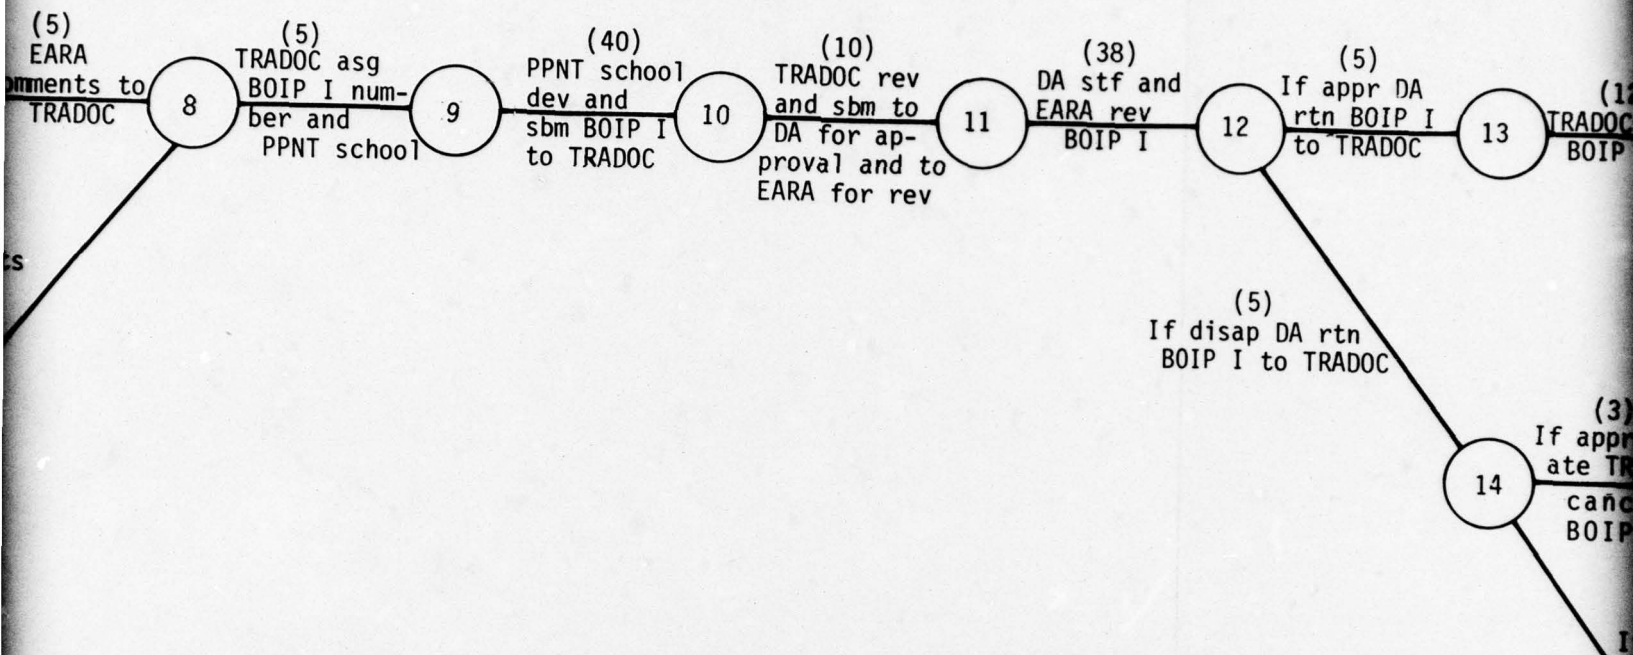 (5)
EARA
omments to
TRADOC
8
(5)
TRADOC asg
BOIP I num-
ber and
PPNT school
9
(40)
PPNT school
dev and
sbm BOIP I
to TRADOC
10
(10)
TRADOC rev
and sbm to
DA for ap-
proval and to
EARA for rev
11
(38)
DA stf and
EARA rev
BOIP I
12
(5)
If appr DA
rtn BOIP I
to TRADOC
13
TRADOC
BOIP
ts
(5)
If disap DA rtn
BOIP I to TRADOC
14
(3)
If appr
ate TR
canc
BOIP
I